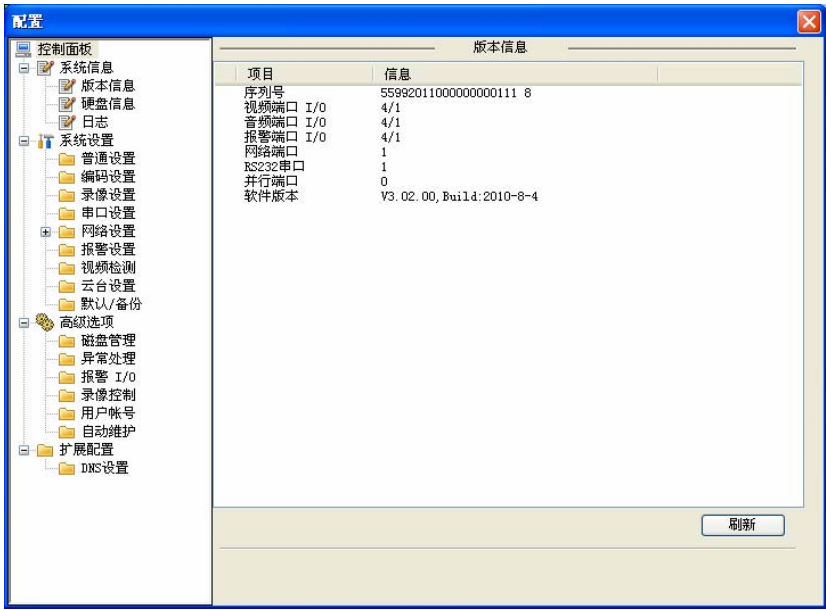 配置
控制面板
系统信息
版本信息
硬盘信息
日志
系统设置
普通设置
编码设置
录像设置
串口设置
网络设置
报警设置
视频检测
云台设置
默认/备份
高级选项
磁盘管理
异常处理
报警 I/O
录像控制
用户帐号
自动维护
扩展配置
DNS设置
版本信息
项目 信息
序列号 55992011000000000111 8
视频端口 I/O 4/1
音频端口 I/O 4/1
报警端口 I/O 4/1
网络端口 1
RS232串口 1
并行端口 0
软件版本 V3.02.00,Build:2010-8-4
刷新